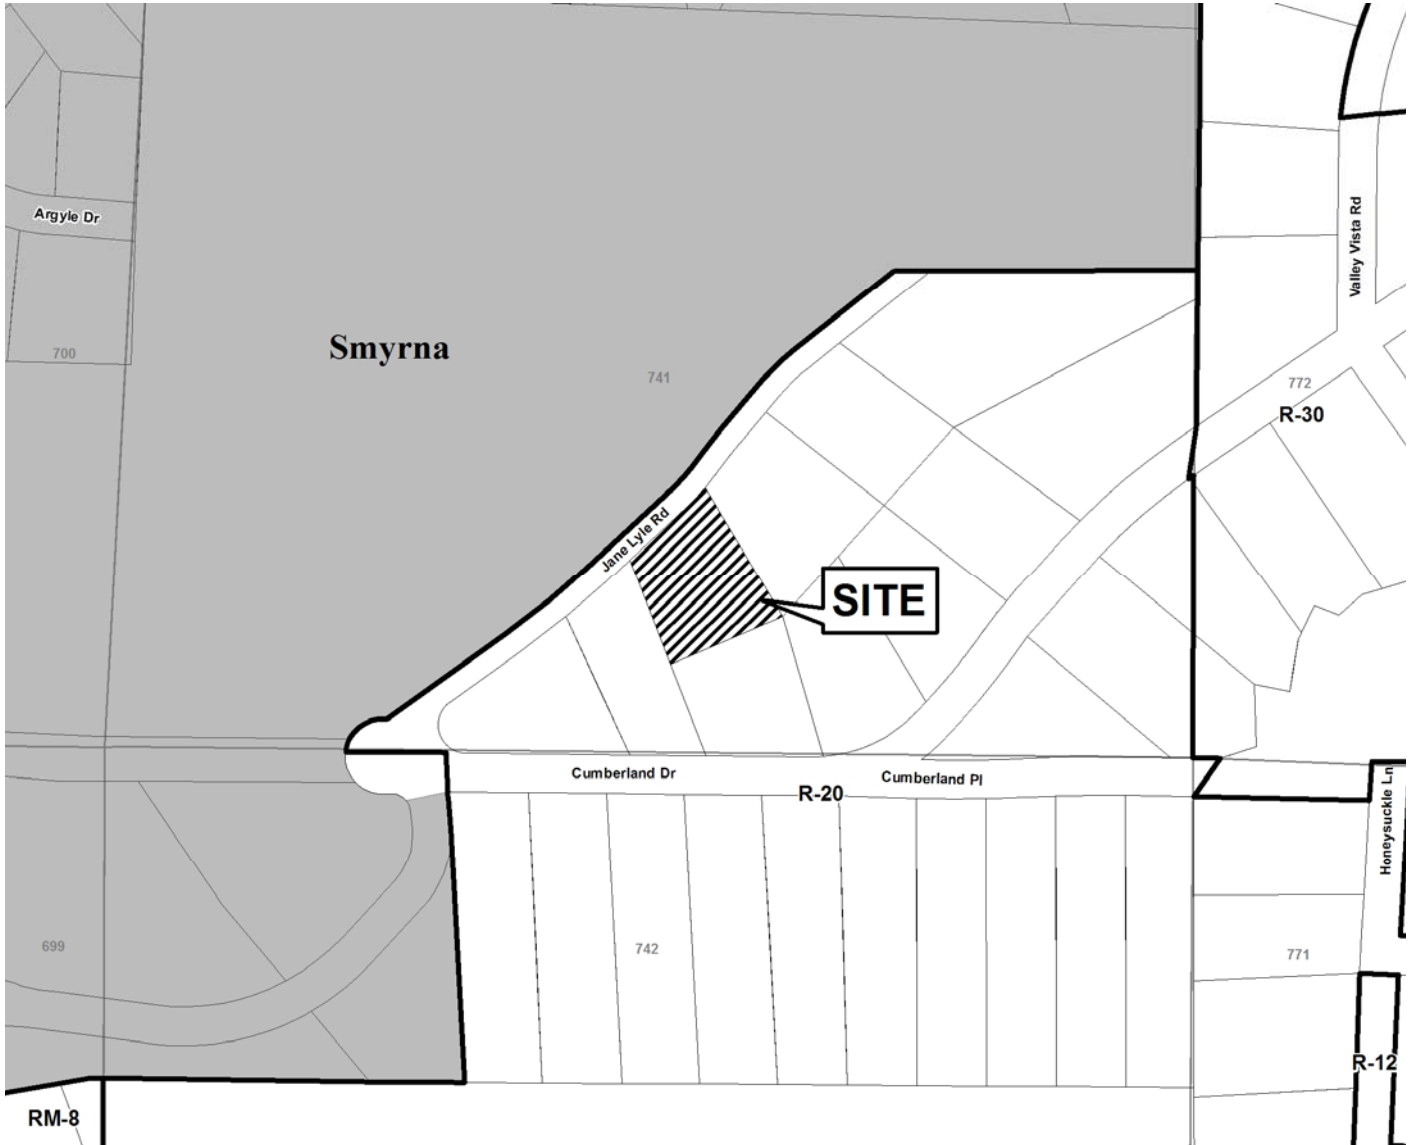 Argyle Dr
Valley Vista Rd
Smyrna
700
741
772
R-30
Jane Lyle Rd
SITE
Cumberland Dr
Cumberland Pl
R-20
Honeysuckle Ln
699
742
771
R-12
RM-8